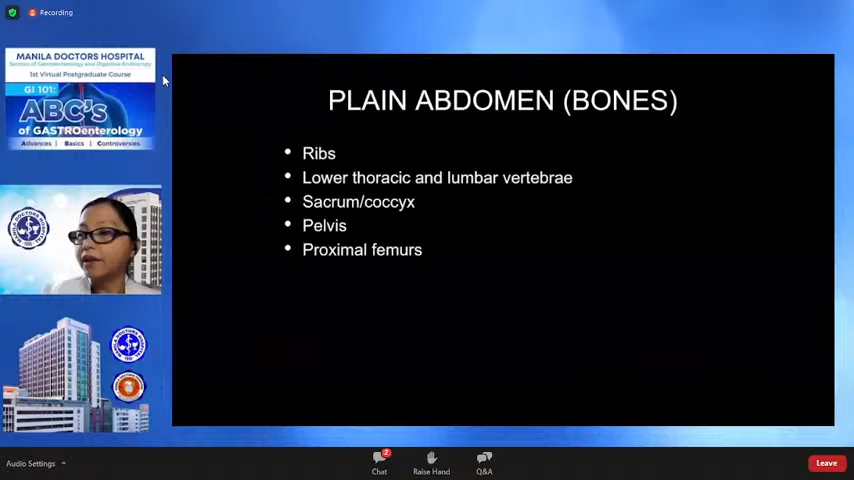 Recording
MANILA DOCTORS HOSPITAL
Sections of Gastroenterology and Digestive Endoscopy
1st Virtual Postgraduate Course
GI 101:
ABC's
of GASTROenterology
Advances | Basics | Controversies
PLAIN ABDOMEN (BONES)
• Ribs
• Lower thoracic and lumbar vertebrae
• Sacrum/coccyx
• Pelvis
• Proximal femurs
Audio Settings
2
Chat
Raise Hand
Q&A
Leave